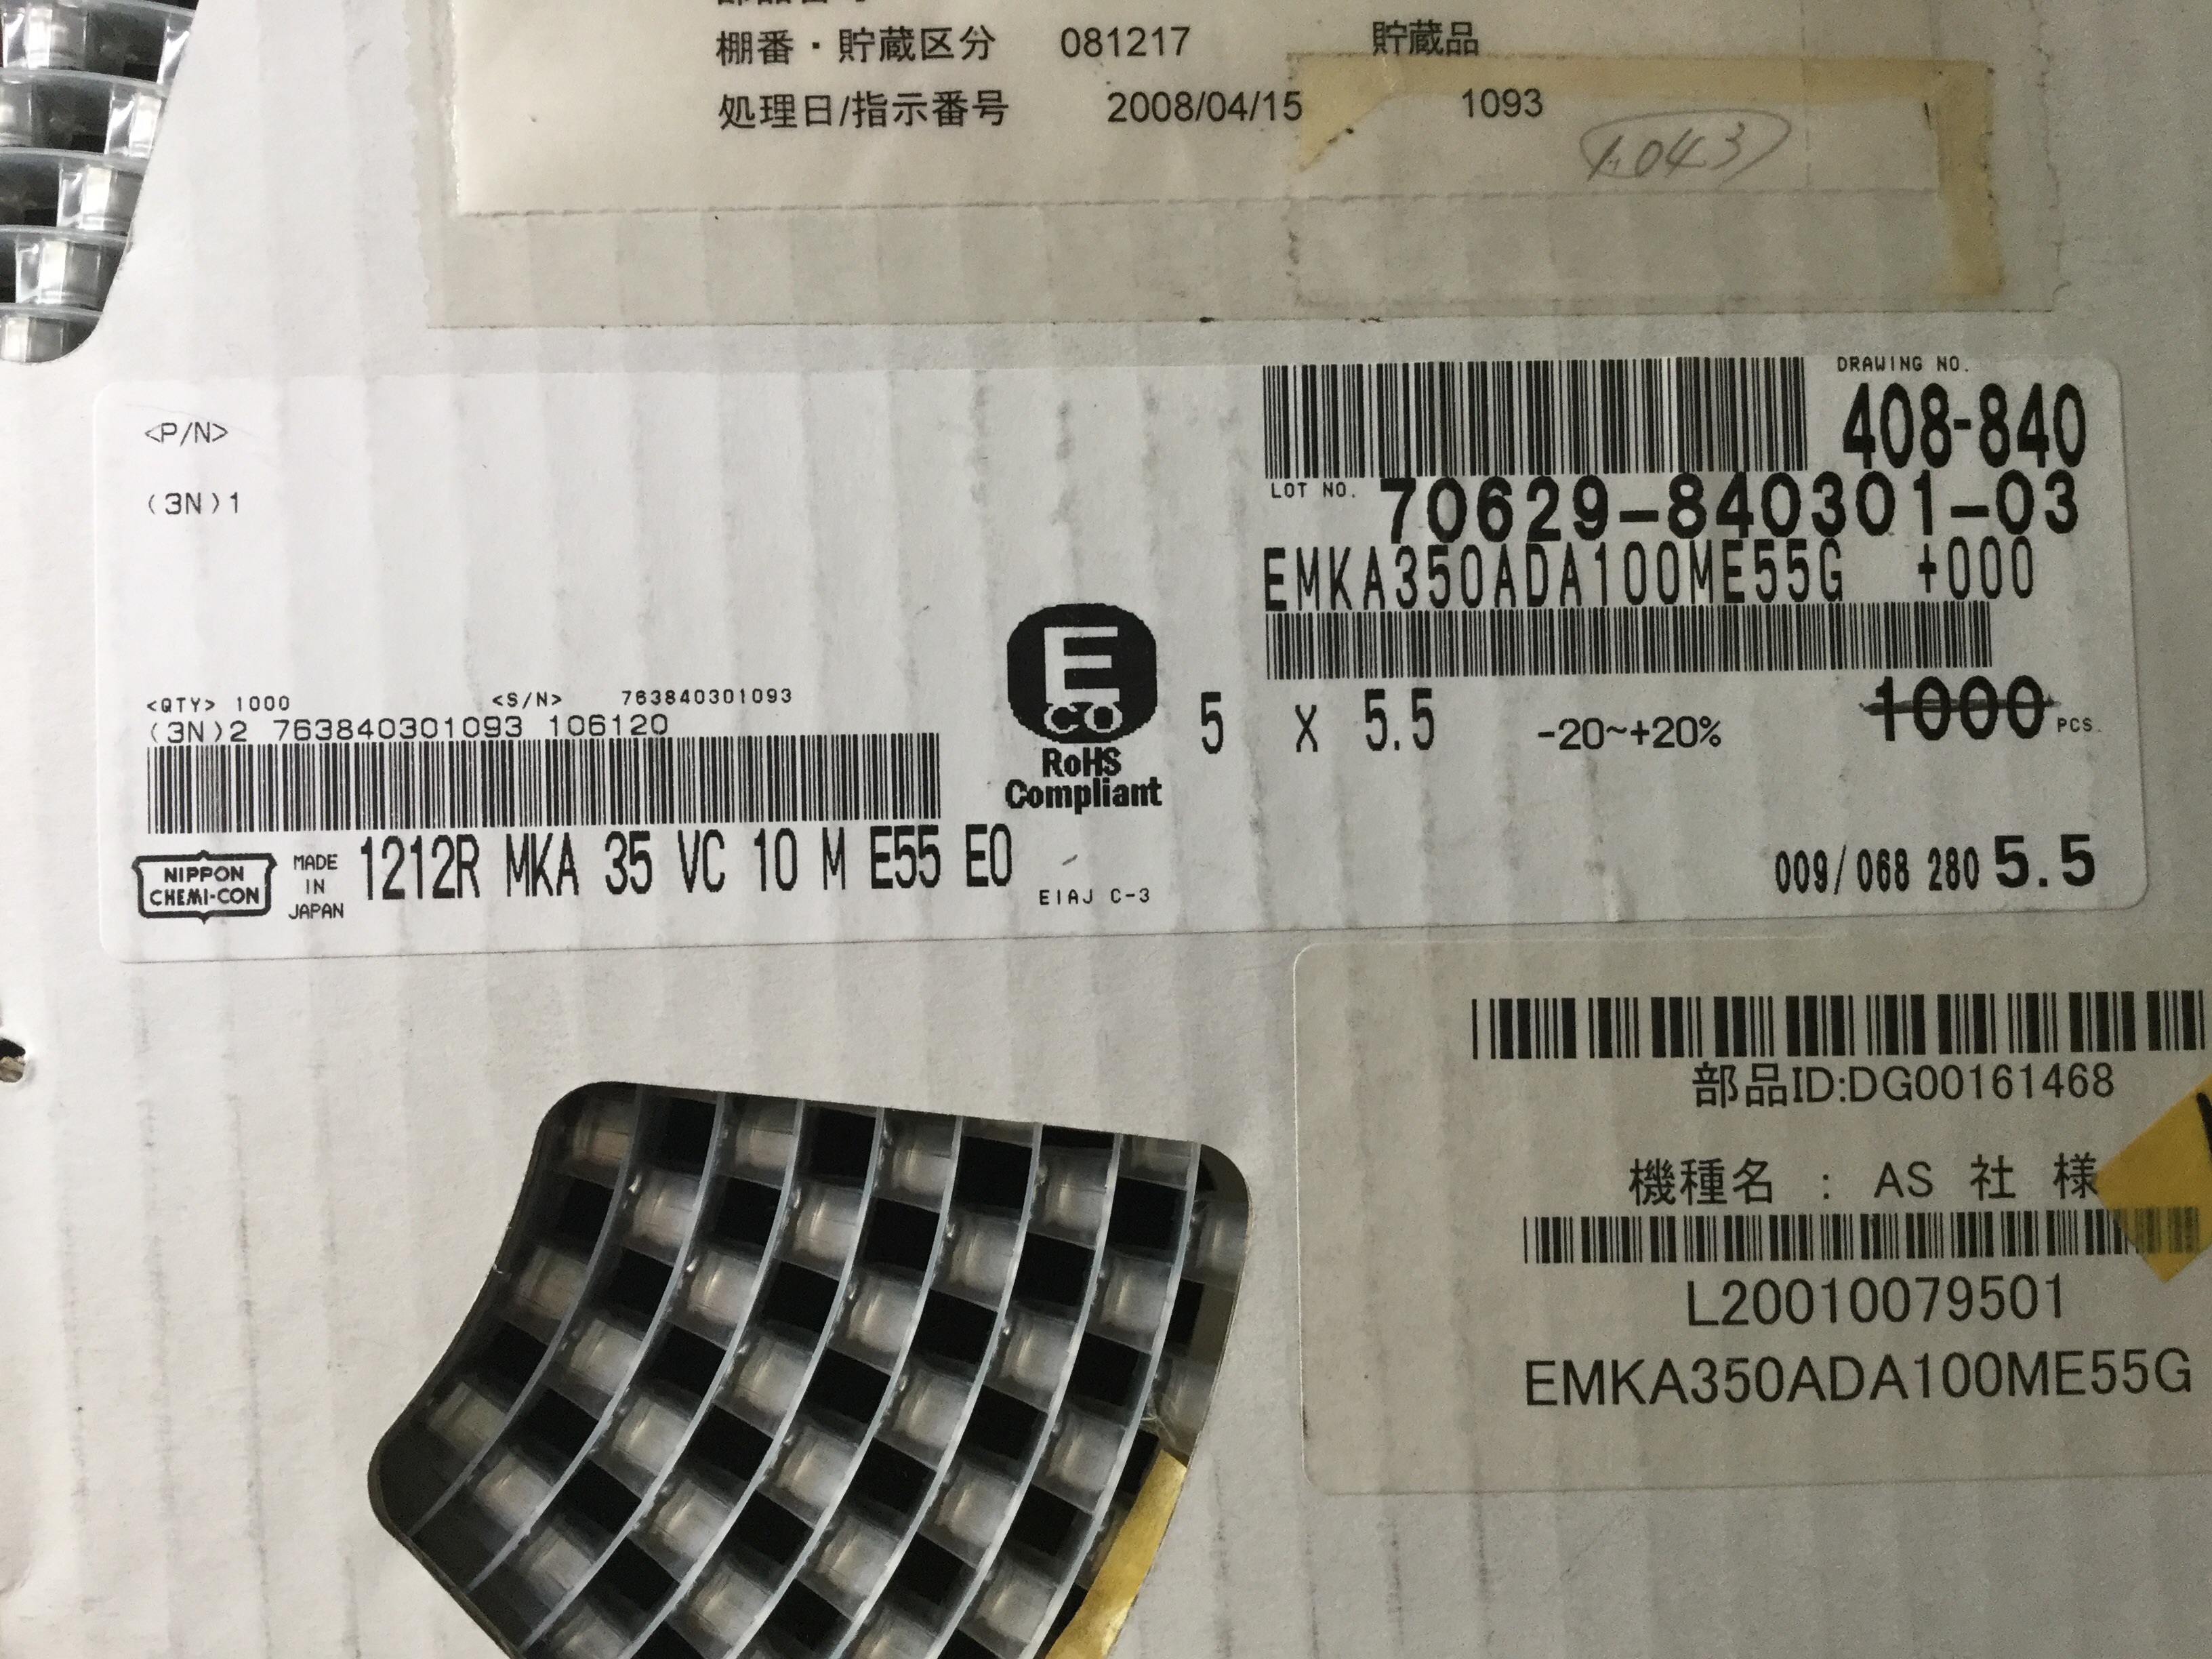 棚番・貯蔵区分 081217 貯蔵品
処理日/指示番号 2008/04/15 1093
1043
DRAWING NO.
408-840
<P/N>
(3N)1
LOT NO. 70629-840301-03
EMKA350ADA100ME55G +000
<QTY> 1000 <S/N> 763840301093
(3N)2 763840301093 106120
E
CO
RoHS
Compliant
5 X 5.5 -20~+20% 1000 PCS.
NIPPON
CHEMI-CON
MADE
IN
JAPAN
1212R MKA 35 VC 10 M E55 E0
EIAJ C-3
009/068 280 5.5
部品ID:DG00161468
機種名 : AS 社 様
L20010079501
EMKA350ADA100ME55G